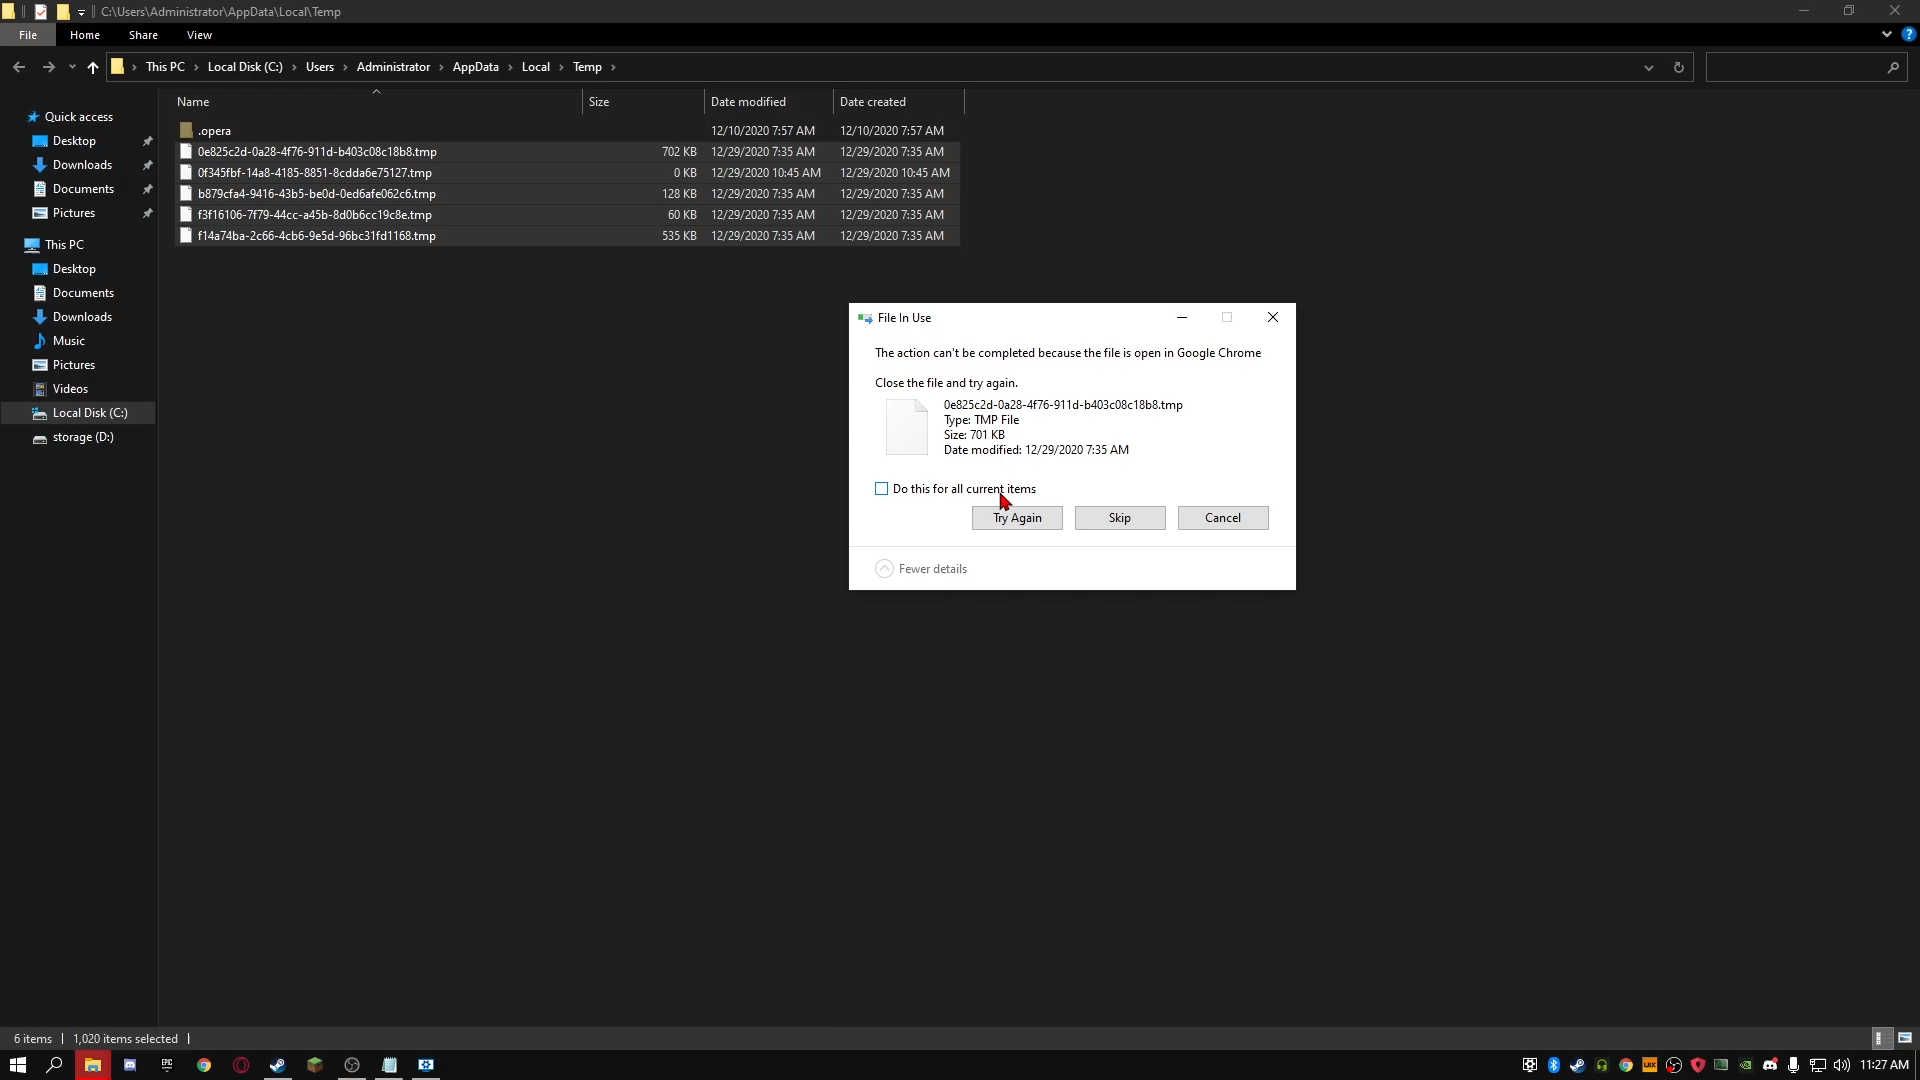 C:\Users\Administrator\AppData\Local\Temp
File Home Share View
This PC Local Disk (C:) Users Administrator AppData Local Temp
Name Size Date modified Date created
Quick access
Desktop
Downloads
Documents
Pictures
This PC
Desktop
Documents
Downloads
Music
Pictures
Videos
Local Disk (C:)
storage (D:)
.opera 12/10/2020 7:57 AM 12/10/2020 7:57 AM
0e825c2d-0a28-4f76-911d-b403c08c18b8.tmp 702 KB 12/29/2020 7:35 AM 12/29/2020 7:35 AM
0f345fbf-14a8-4185-8851-8cdda6e75127.tmp 0 KB 12/29/2020 10:45 AM 12/29/2020 10:45 AM
b879cfa4-9416-43b5-be0d-0ed6afe062c6.tmp 128 KB 12/29/2020 7:35 AM 12/29/2020 7:35 AM
f3f16106-7f79-44cc-a45b-8d0b6cc19c8e.tmp 60 KB 12/29/2020 7:35 AM 12/29/2020 7:35 AM
f14a74ba-2c66-4cb6-9e5d-96bc31fd1168.tmp 535 KB 12/29/2020 7:35 AM 12/29/2020 7:35 AM
File In Use
The action can't be completed because the file is open in Google Chrome
Close the file and try again.
0e825c2d-0a28-4f76-911d-b403c08c18b8.tmp
Type: TMP File
Size: 701 KB
Date modified: 12/29/2020 7:35 AM
Do this for all current items
Try Again Skip Cancel
Fewer details
6 items 1,020 items selected
EPIC
11:27 AM